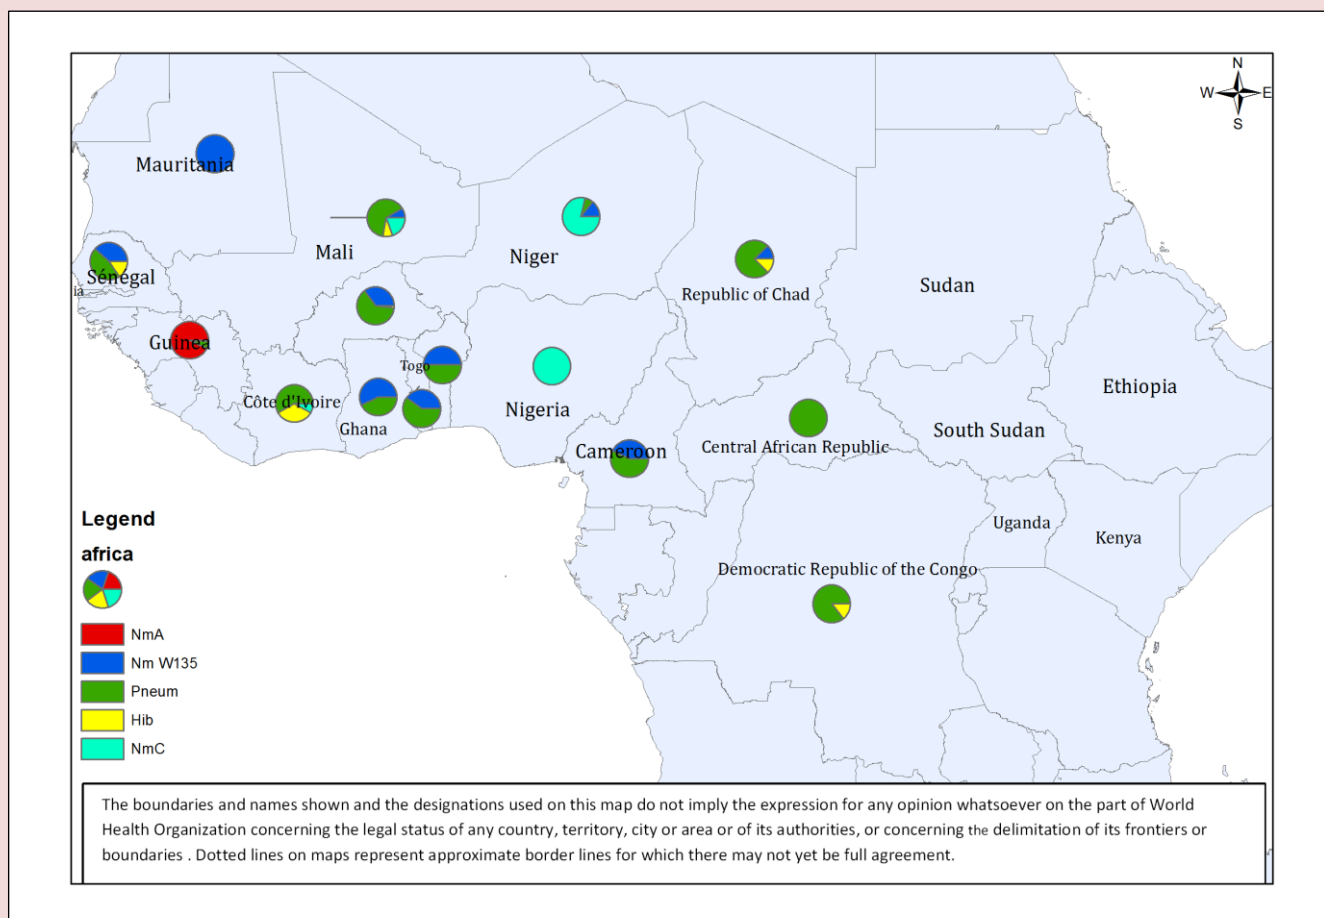 N
W E
S
Mauritania
Mali
Niger
Sénégal
ia
Republic of Chad
Sudan
Guinea
Togo
Ethiopia
Côte d'Ivoire
Nigeria
Ghana
South Sudan
Cameroon
Central African Republic
Legend
Uganda
Kenya
africa
Democratic Republic of the Congo
NmA
Nm W135
Pneum
Hib
NmC
The boundaries and names shown and the designations used on this map do not imply the expression for any opinion whatsoever on the part of World
Health Organization concerning the legal status of any country, territory, city or area or of its authorities, or concerning the delimitation of its frontiers or
boundaries . Dotted lines on maps represent approximate border lines for which there may not yet be full agreement.